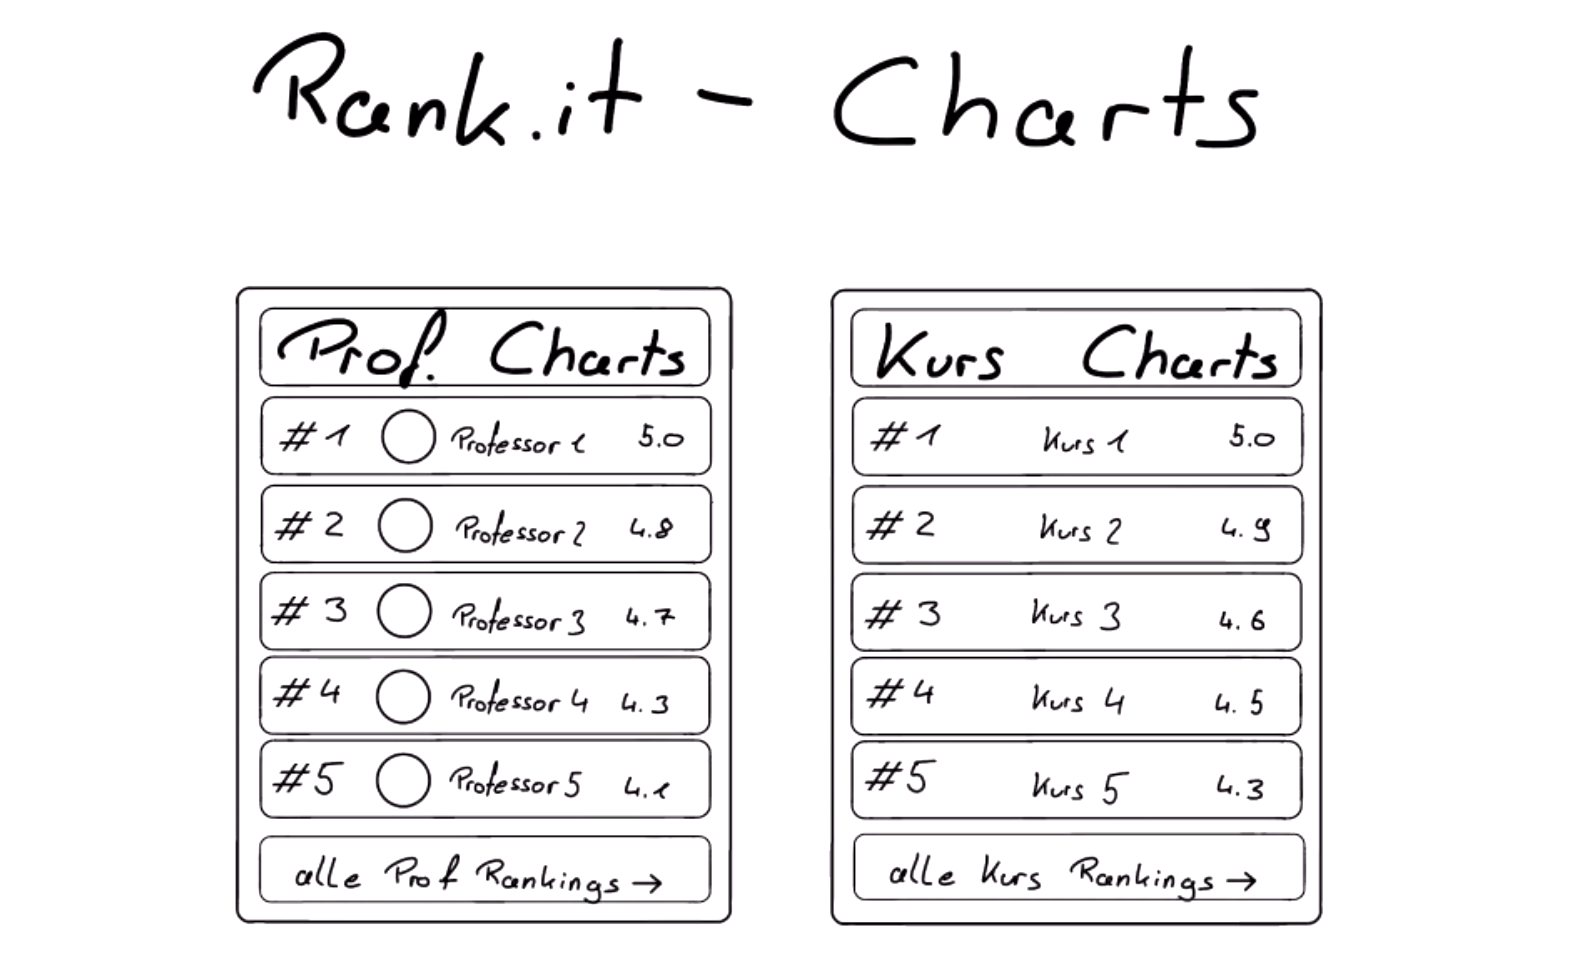 Rank.it - Charts
Prof. Charts
#1 Professor 1 5.0
#2 Professor 2 4.8
#3 Professor 3 4.7
#4 Professor 4 4.3
#5 Professor 5 4.1
alle Prof Rankings →
Kurs Charts
#1 Kurs 1 5.0
#2 Kurs 2 4.9
#3 Kurs 3 4.6
#4 Kurs 4 4.5
#5 Kurs 5 4.3
alle Kurs Rankings →